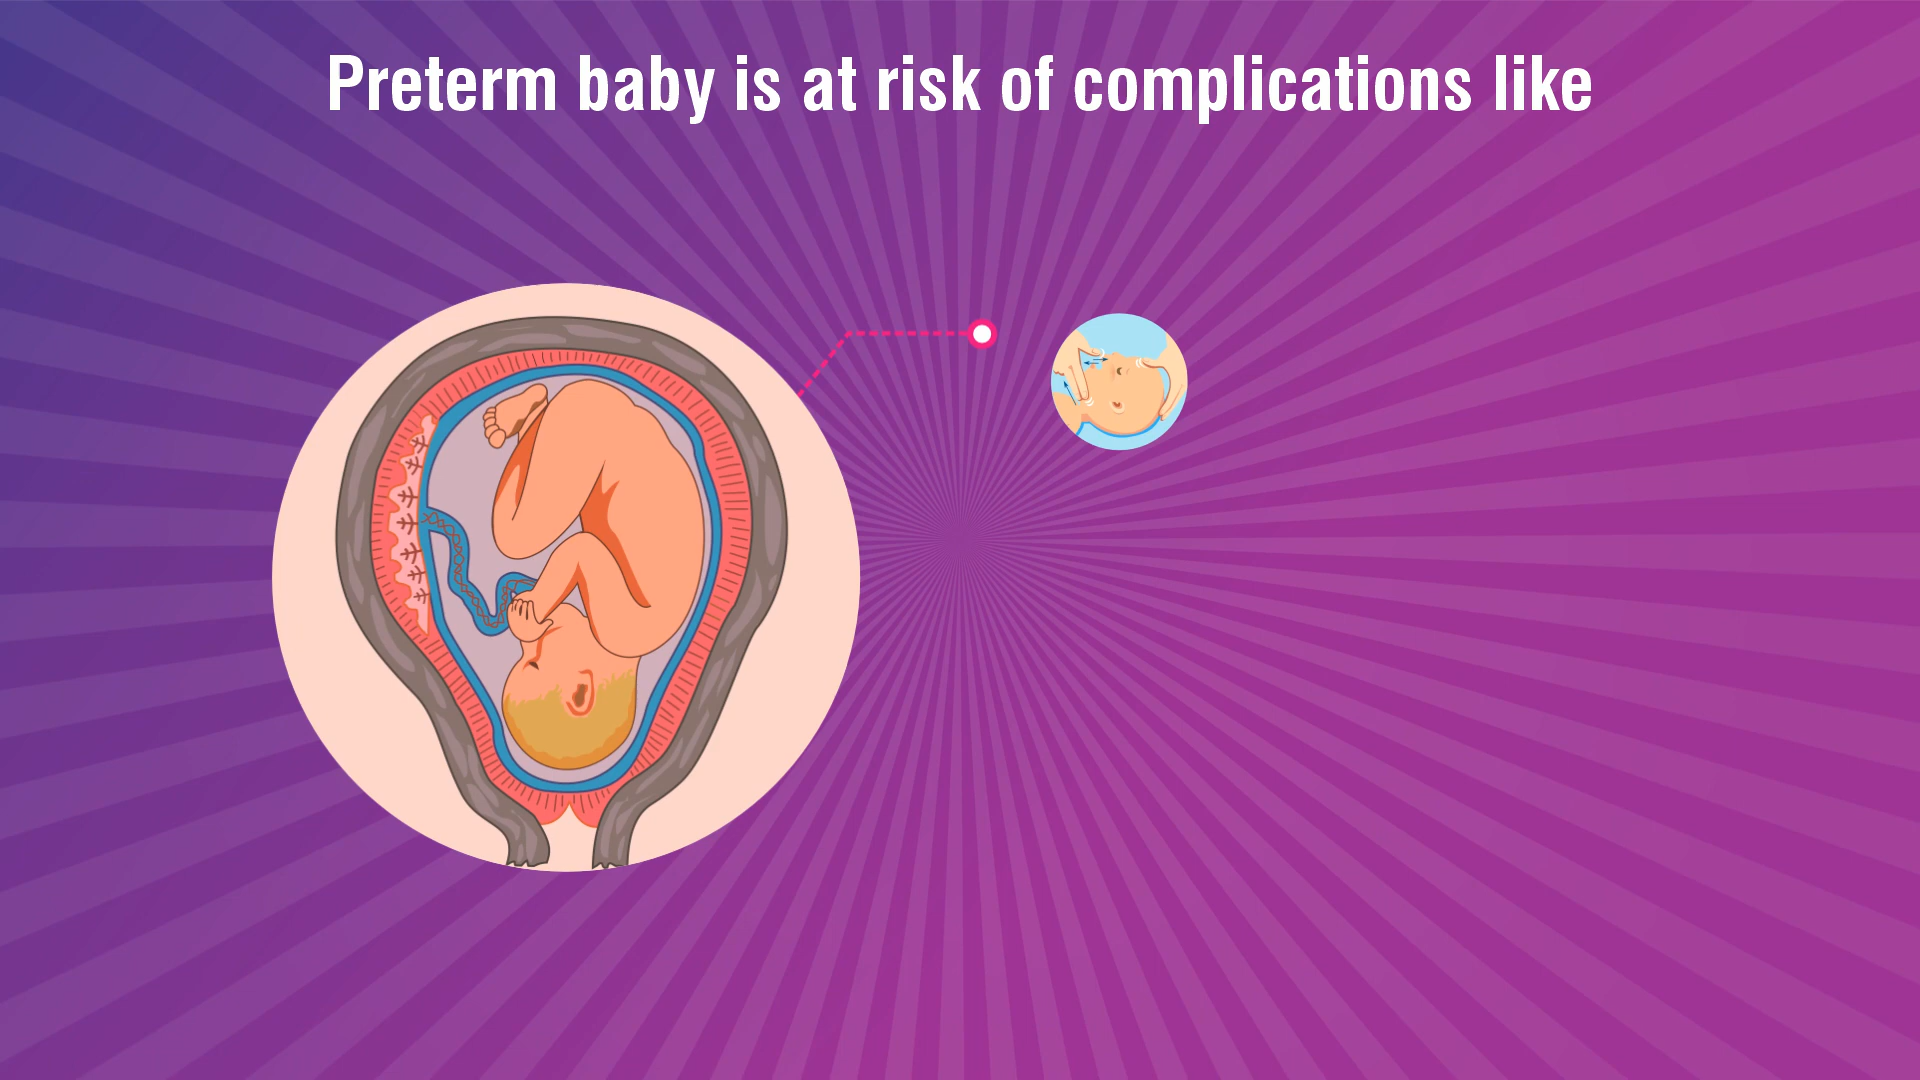 Preterm baby is at risk of complications like